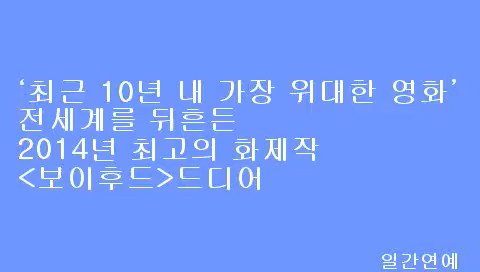 ‘최근 10년 내 가장 위대한 영화’
전세계를 뒤흔든
2014년 최고의 화제작
<보이후드>드디어
일간연예